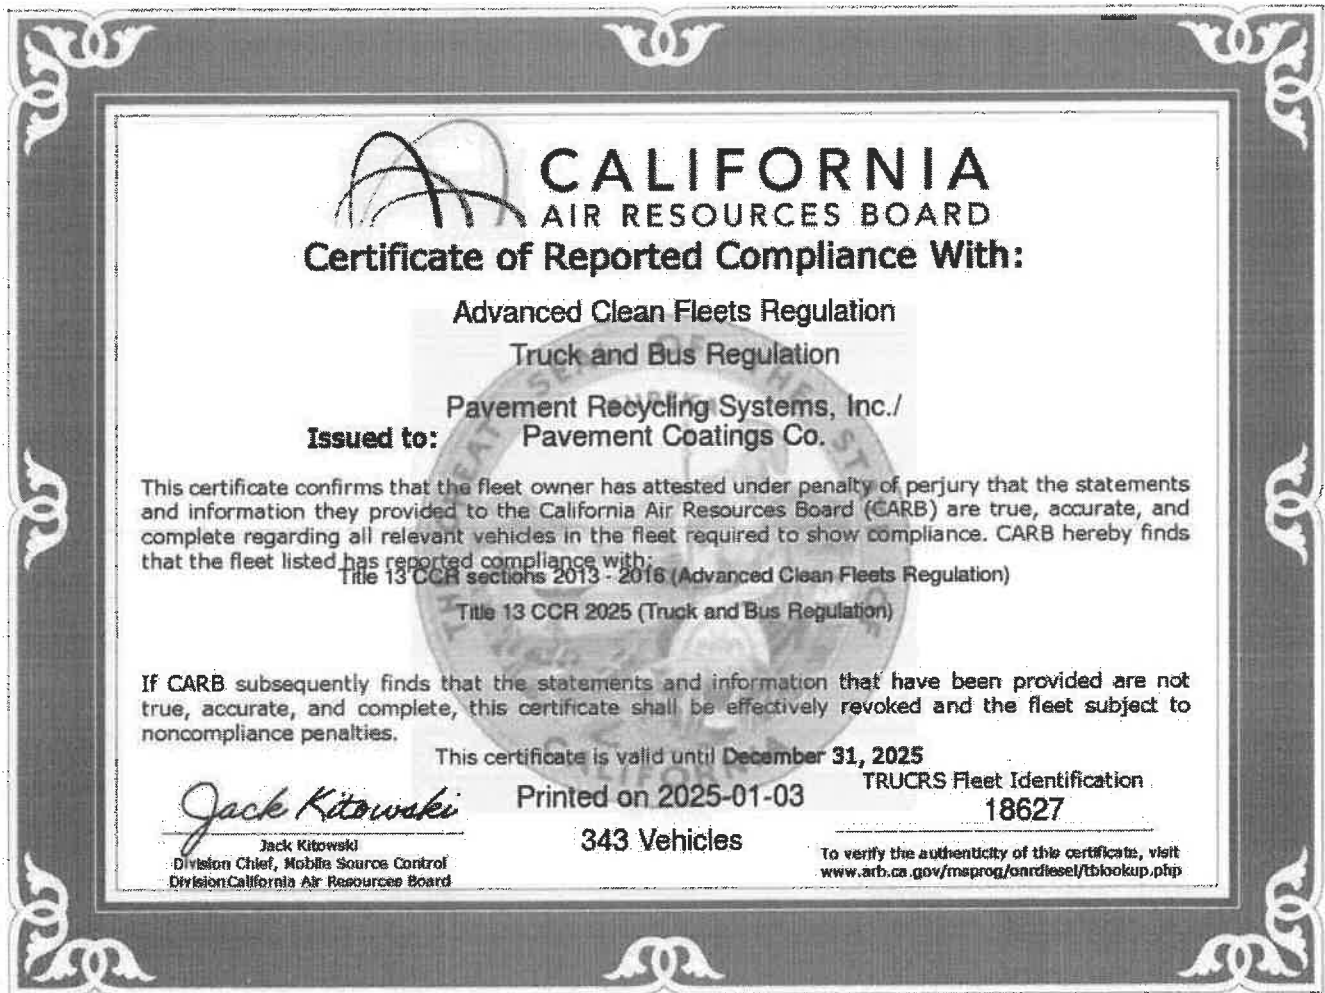 CALIFORNIA
AIR RESOURCES BOARD
Certificate of Reported Compliance With:
Advanced Clean Fleets Regulation
Truck and Bus Regulation
Pavement Recycling Systems, Inc./
Issued to: Pavement Coatings Co.
This certificate confirms that the fleet owner has attested under penalty of perjury that the statements
and information they provided to the California Air Resources Board (CARB) are true, accurate, and
complete regarding all relevant vehicles in the fleet required to show compliance. CARB hereby finds
that the fleet listed has reported compliance with:
Title 13 CCR sections 2013 - 2016 (Advanced Clean Fleets Regulation)
Title 13 CCR 2025 (Truck and Bus Regulation)
If CARB subsequently finds that the statements and information that have been provided are not
true, accurate, and complete, this certificate shall be effectively revoked and the fleet subject to
noncompliance penalties.
This certificate is valid until December 31, 2025
Jack Kitowski
Jack Kitowski
Division Chief, Mobile Source Control
DivisionCalifornia Air Resources Board
Printed on 2025-01-03
343 Vehicles
TRUCRS Fleet Identification
18627
To verify the authenticity of this certificate, visit
www.arb.ca.gov/msprog/onrdiesel/tblookup.php
THE GREAT SEAL OF THE STATE OF CALIFORNIA